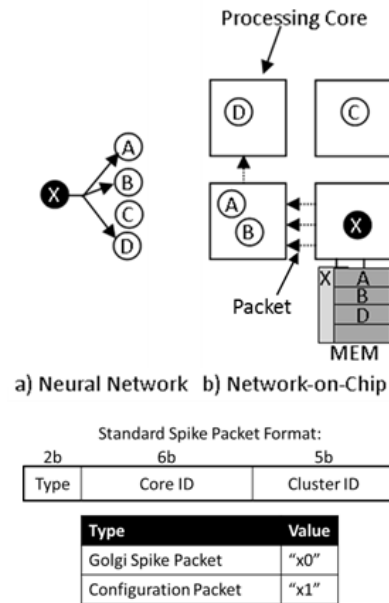 Processing Core
D
C
A
B
C
D
X
A
B
X
Packet
X
A
B
D
MEM
a) Neural Network b) Network-on-Chip
Standard Spike Packet Format:
2b 6b 5b
Type Core ID Cluster ID
Type Value
Golgi Spike Packet "x0"
Configuration Packet "x1"